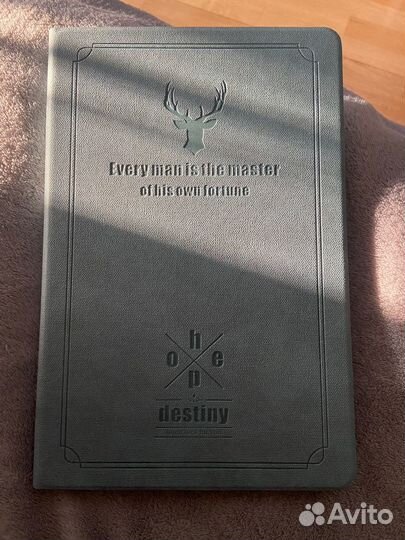 Every man is the master
of his own fortune
h
o e
p
destiny
Avito